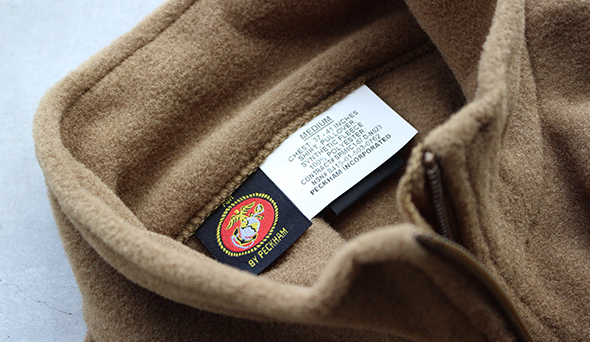 MEDIUM
CHEST, 37 - 41 INCHES
SHIRT, PULLOVER,
SYNTHETIC FLEECE
100% POLYESTER
PECKHAM INCORPORATED
BY PECKHAM